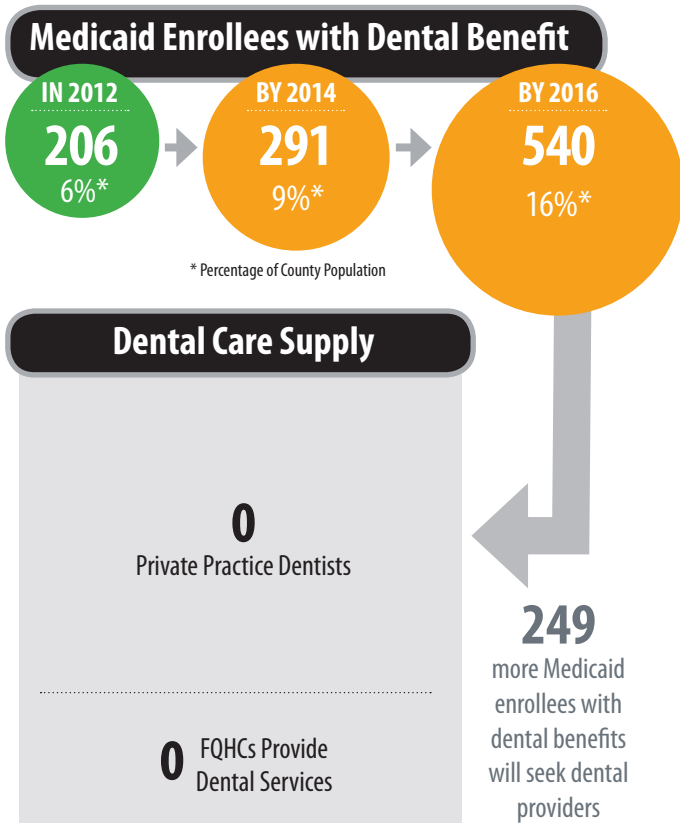 Medicaid Enrollees with Dental Benefit
IN 2012
206
6%*
BY 2014
291
9%*
BY 2016
540
16%*
* Percentage of County Population
Dental Care Supply
0
Private Practice Dentists
0 FQHCs Provide
Dental Services
249
more Medicaid
enrollees with
dental benefits
will seek dental
providers